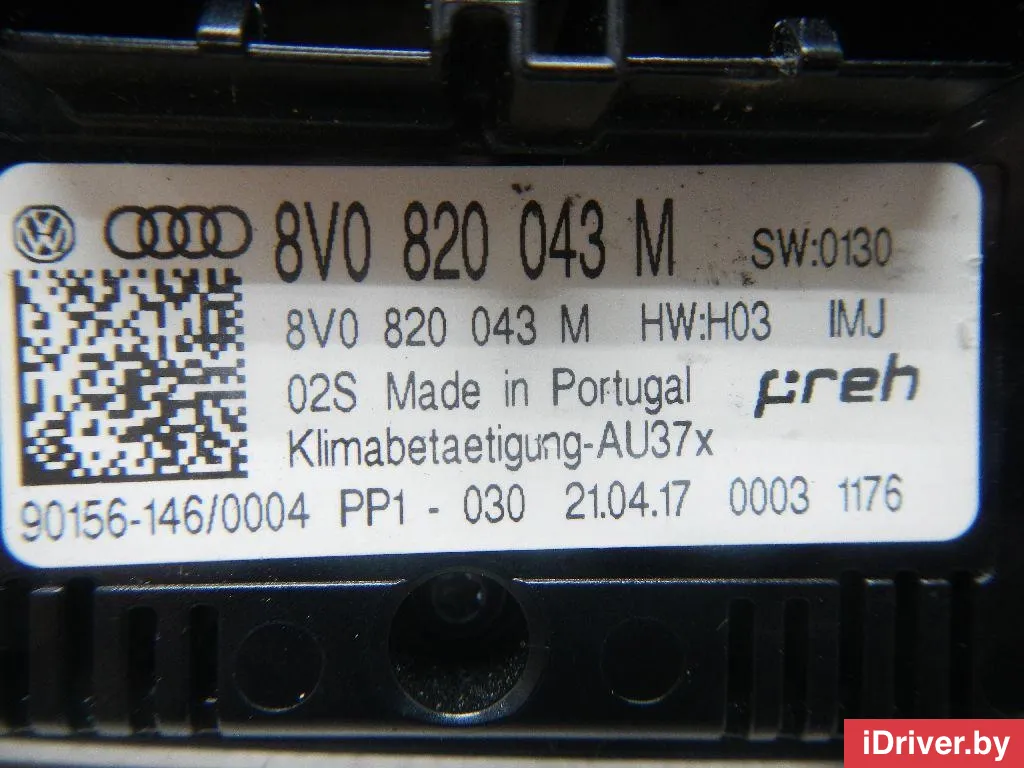 8V0 820 043 M SW:0130
8V0 820 043 M HW:H03 IMJ
02S Made in Portugal preh
Klimabetaetigung-AU37x
90156-146/0004 PP1 - 030 21.04.17 0003 1176
iDriver.by